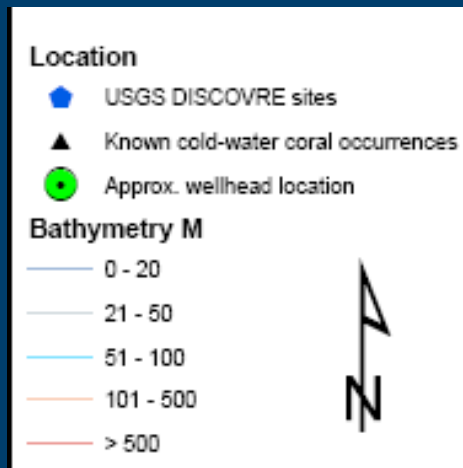 Location
USGS DISCOVRE sites
Known cold-water coral occurrences
Approx. wellhead location
Bathymetry M
0 - 20
21 - 50
51 - 100
101 - 500
> 500
N